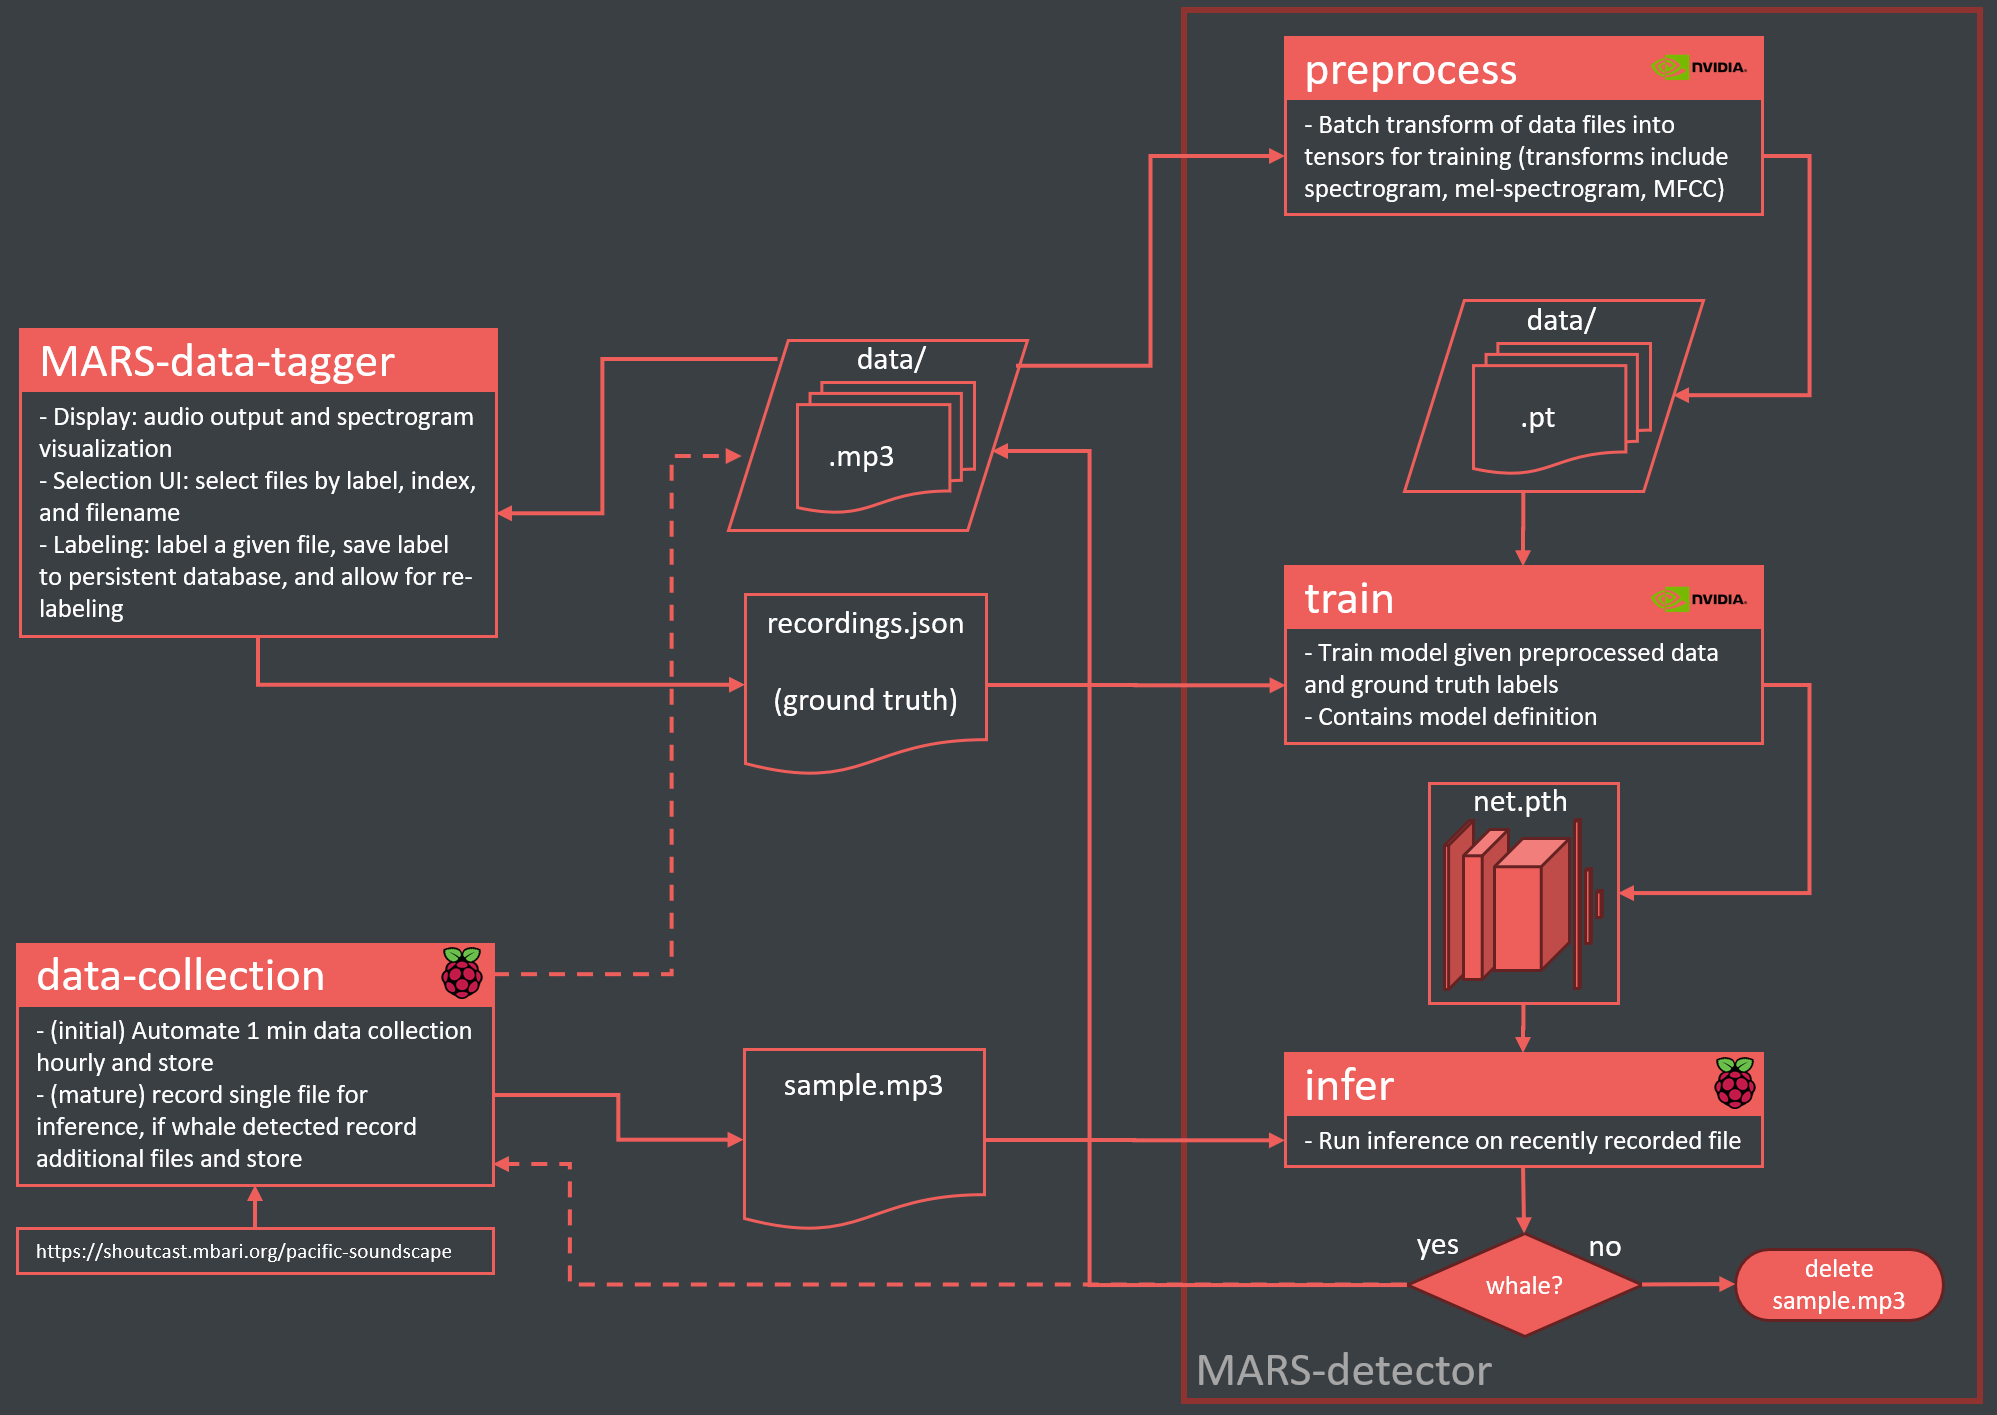 preprocess
NVIDIA.
- Batch transform of data files into
tensors for training (transforms include
spectrogram, mel-spectrogram, MFCC)
data/
.pt
MARS-data-tagger
- Display: audio output and spectrogram
visualization
- Selection UI: select files by label, index,
and filename
- Labeling: label a given file, save label
to persistent database, and allow for re-
labeling
data/
.mp3
recordings.json
(ground truth)
train
NVIDIA.
- Train model given preprocessed data
and ground truth labels
- Contains model definition
net.pth
data-collection
- (initial) Automate 1 min data collection
hourly and store
- (mature) record single file for
inference, if whale detected record
additional files and store
https://shoutcast.mbari.org/pacific-soundscape
sample.mp3
infer
- Run inference on recently recorded file
yes
no
whale?
delete
sample.mp3
MARS-detector